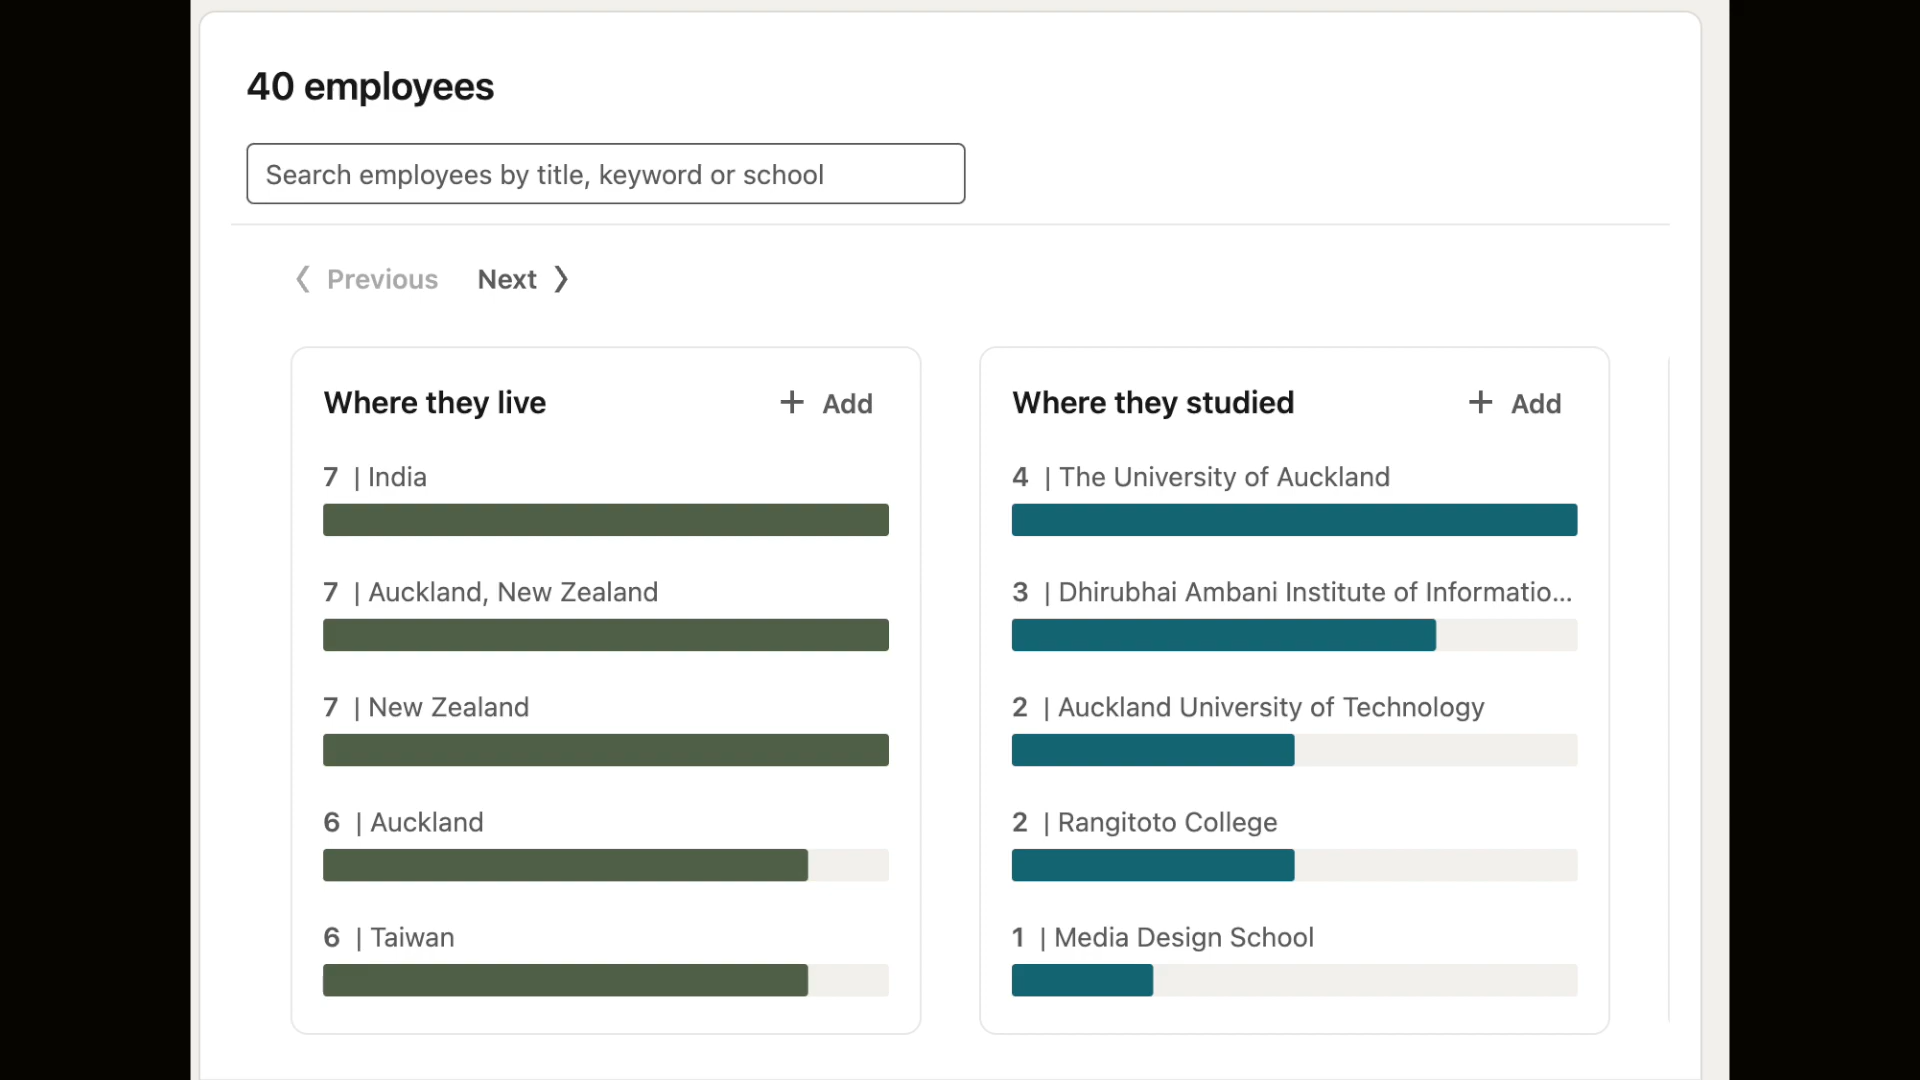 40 employees
Search employees by title, keyword or school
Previous Next
Where they live + Add
7 | India
7 | Auckland, New Zealand
7 | New Zealand
6 | Auckland
6 | Taiwan
Where they studied + Add
4 | The University of Auckland
3 | Dhirubhai Ambani Institute of Informatio...
2 | Auckland University of Technology
2 | Rangitoto College
1 | Media Design School